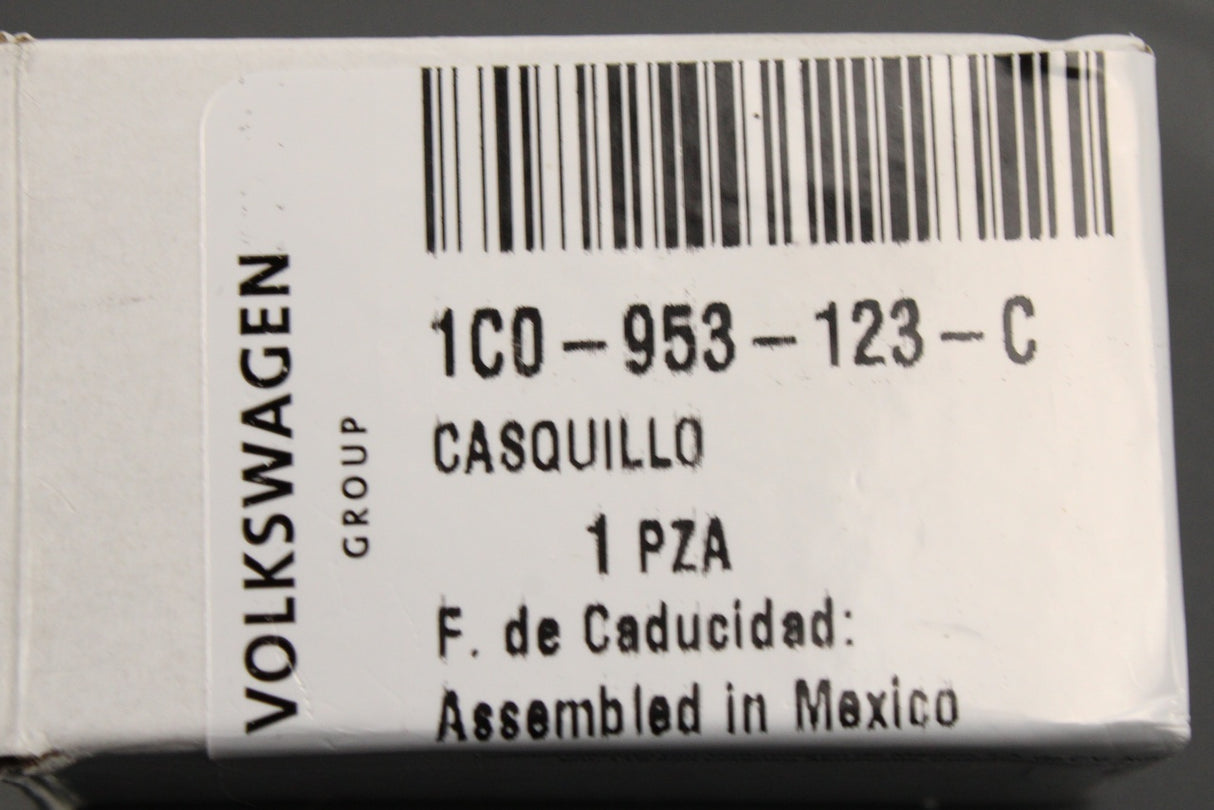 VOLKSWAGEN
GROUP
1C0-953-123-C
CASQUILLO
1 PZA
F. de Caducidad:
Assembled in Mexico